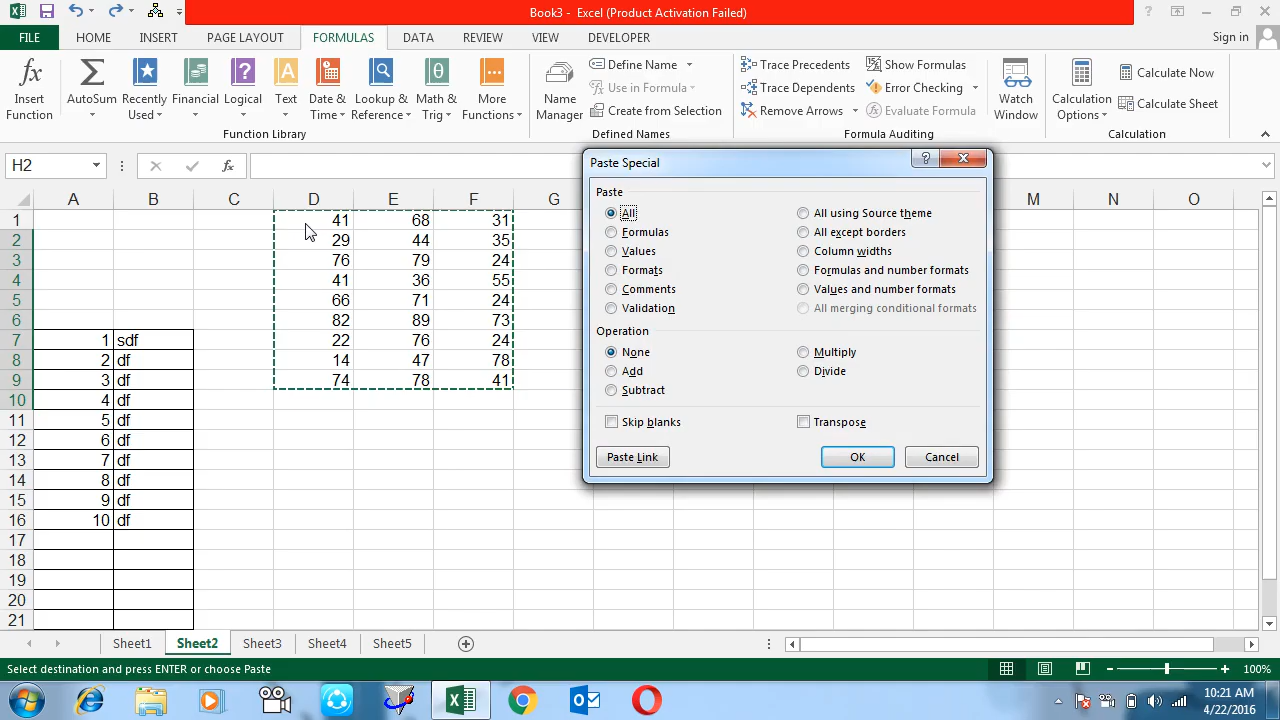 Book3 - Excel (Product Activation Failed)
FILE HOME INSERT PAGE LAYOUT FORMULAS DATA REVIEW VIEW DEVELOPER Sign in
Insert Function
AutoSum
Recently Used
Financial
Logical
Text
Date & Time
Lookup & Reference
Math & Trig
More Functions
Function Library
Name Manager
Define Name
Use in Formula
Create from Selection
Defined Names
Trace Precedents
Trace Dependents
Remove Arrows
Show Formulas
Error Checking
Evaluate Formula
Formula Auditing
Watch Window
Calculation Options
Calculate Now
Calculate Sheet
Calculation
H2 fx
A B C D E F G M N O
1 41 68 31
2 29 44 35
3 76 79 24
4 41 36 55
5 66 71 24
6 82 89 73
7 1 sdf 22 76 24
8 2 df 14 47 78
9 3 df 74 78 41
10 4 df
11 5 df
12 6 df
13 7 df
14 8 df
15 9 df
16 10 df
17
18
19
20
21
Paste Special
Paste
All
Formulas
Values
Formats
Comments
Validation
All using Source theme
All except borders
Column widths
Formulas and number formats
Values and number formats
All merging conditional formats
Operation
None
Add
Subtract
Multiply
Divide
Skip blanks
Transpose
Paste Link OK Cancel
Sheet1 Sheet2 Sheet3 Sheet4 Sheet5
Select destination and press ENTER or choose Paste 100%
10:21 AM
4/22/2016